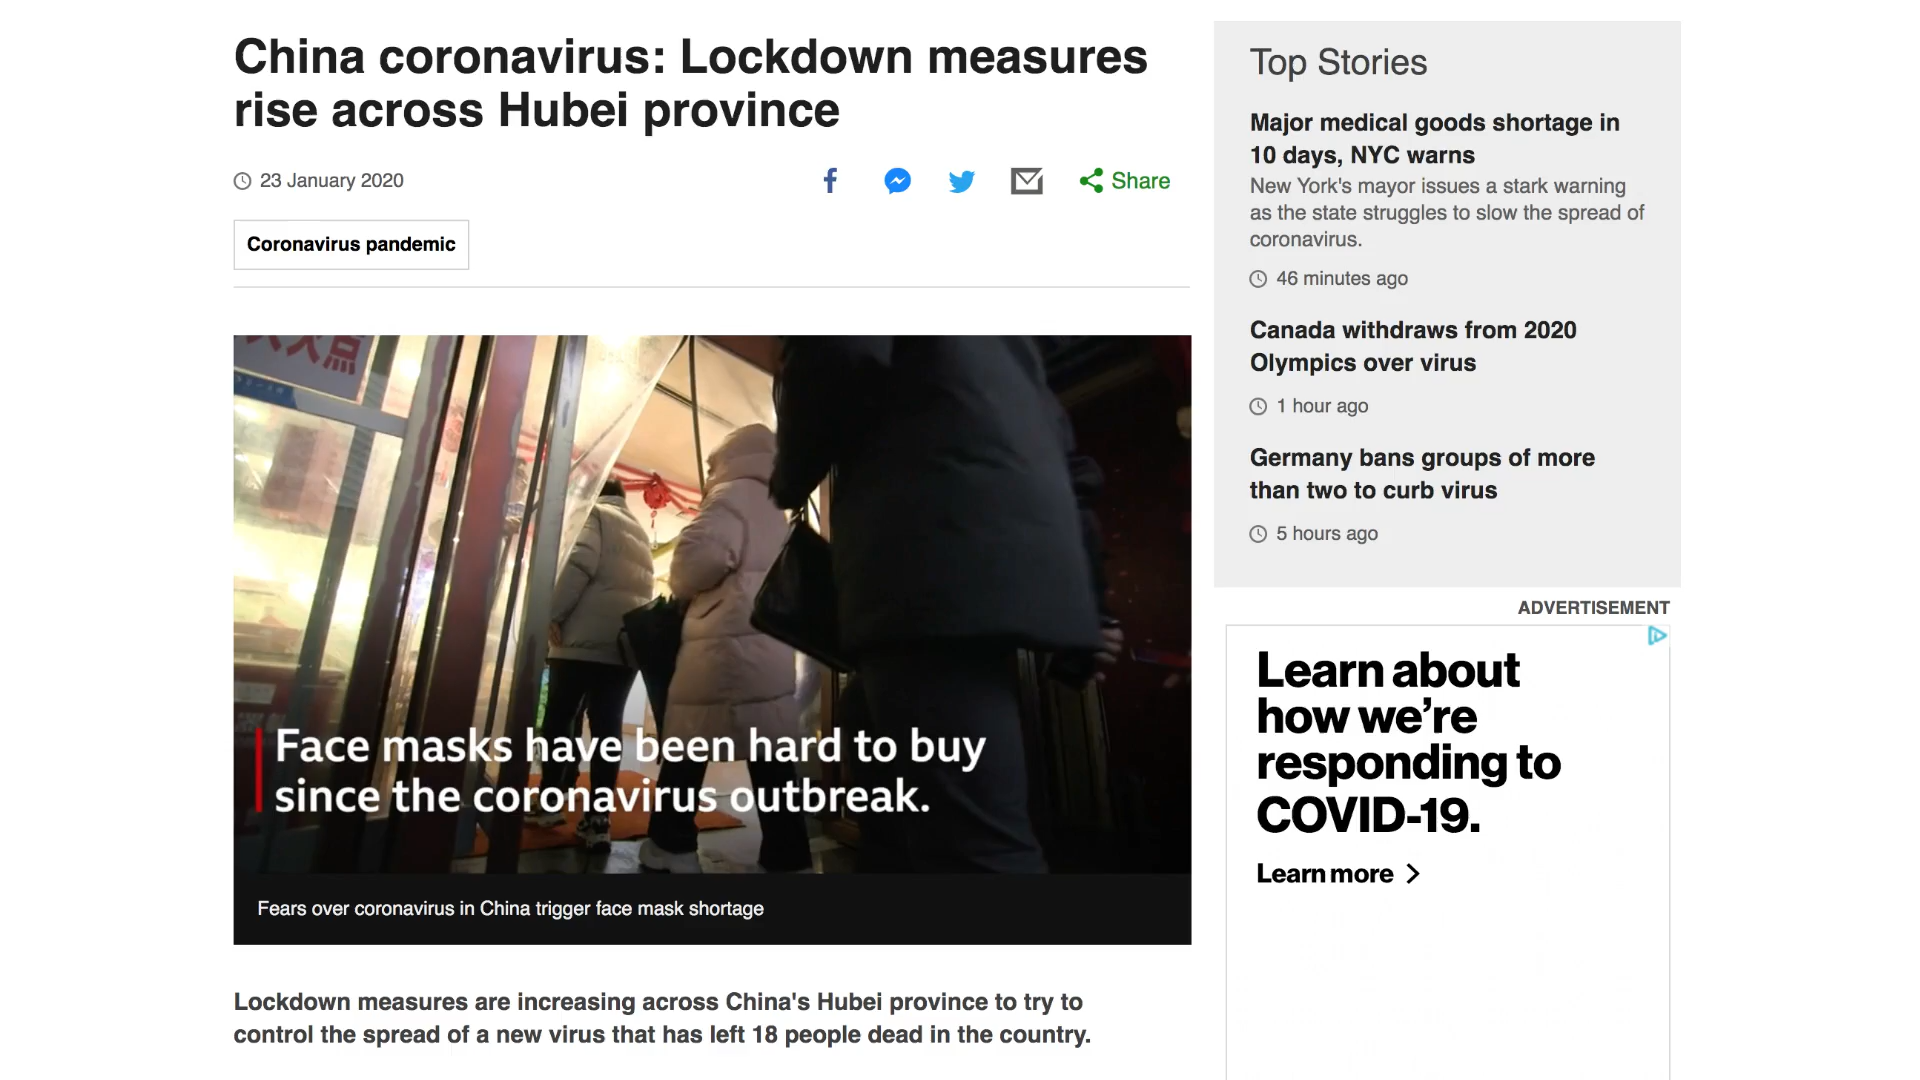 China coronavirus: Lockdown measures
rise across Hubei province
23 January 2020
Share
Coronavirus pandemic
火点
Face masks have been hard to buy
since the coronavirus outbreak.
Fears over coronavirus in China trigger face mask shortage
Lockdown measures are increasing across China's Hubei province to try to
control the spread of a new virus that has left 18 people dead in the country.
Top Stories
Major medical goods shortage in
10 days, NYC warns
New York's mayor issues a stark warning
as the state struggles to slow the spread of
coronavirus.
46 minutes ago
Canada withdraws from 2020
Olympics over virus
1 hour ago
Germany bans groups of more
than two to curb virus
5 hours ago
ADVERTISEMENT
Learn about
how we’re
responding to
COVID-19.
Learn more